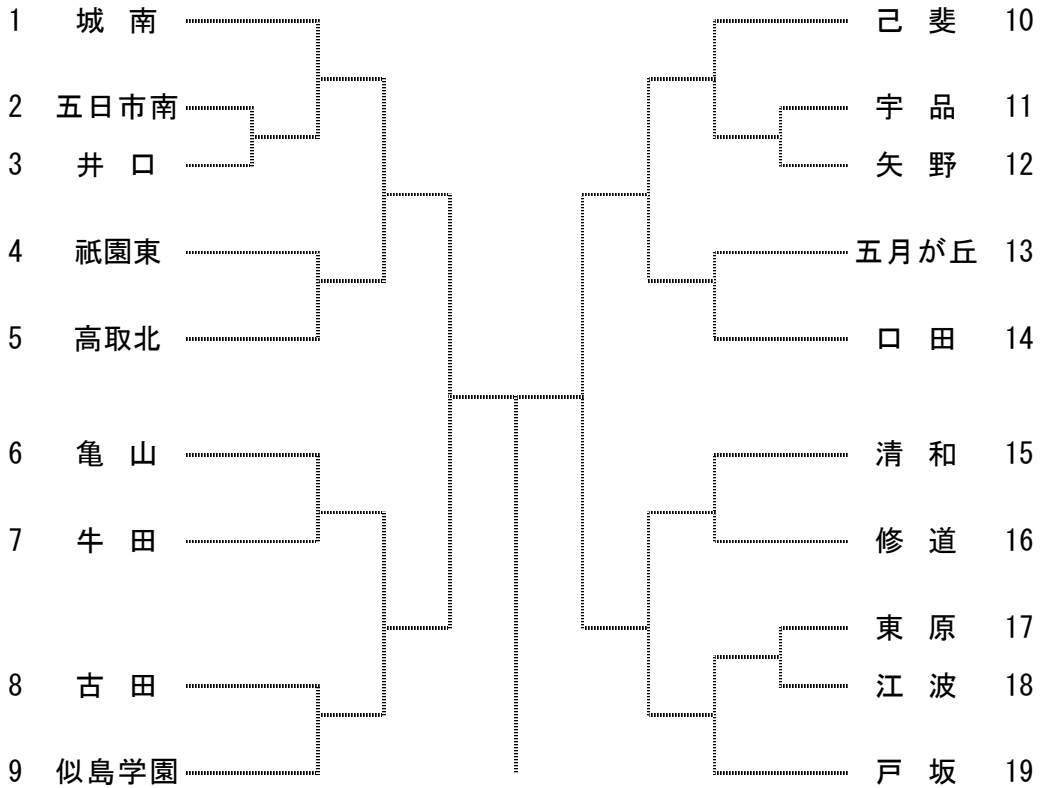 1 城 南
2 五日市南
3 井 口
4 祇園東
5 高取北
6 亀 山
7 牛 田
8 古 田
9 似島学園
己 斐 10
宇 品 11
矢 野 12
五月が丘 13
口 田 14
清 和 15
修 道 16
東 原 17
江 波 18
戸 坂 19